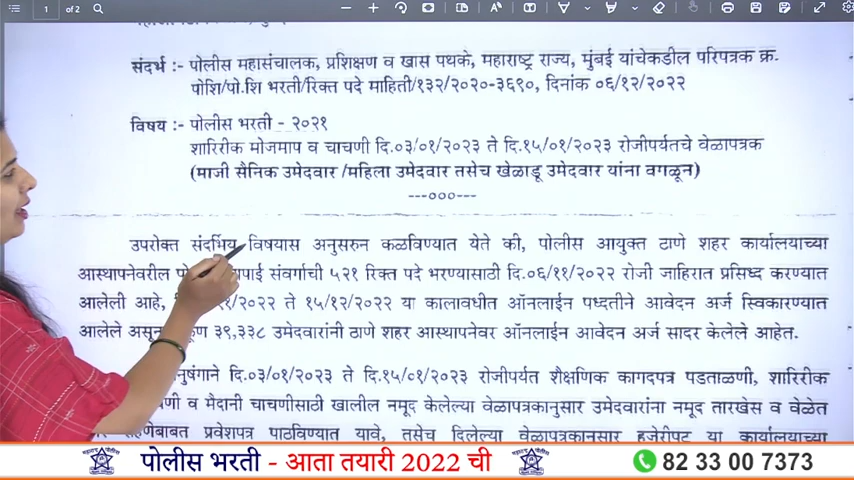 1 of 2
संदर्भ :- पोलीस महासंचालक, प्रशिक्षण व खास पथके, महाराष्ट्र राज्य, मुंबई यांचेकडील परिपत्रक क्र.
पोशि/पो.शि भरती/रिक्त पदे माहिती/१३२/२०२०-३६९०, दिनांक ०६/१२/२०२२
विषय :- पोलीस भरती - २०२१
शारिरीक मोजमाप व चाचणी दि.०३/०१/२०२३ ते दि.१५/०१/२०२३ रोजीपर्यतचे वेळापत्रक
(माजी सैनिक उमेदवार /महिला उमेदवार तसेच खेळाडू उमेदवार यांना वगळून)
---०००---
उपरोक्त संदर्भिय विषयास अनुसरुन कळविण्यात येते की, पोलीस आयुक्त ठाणे शहर कार्यालयाच्या
आस्थापनेवरील संवर्गाची ५२१ रिक्त पदे भरण्यासाठी दि.०६/११/२०२२ रोजी जाहिरात प्रसिध्द करण्यात
आलेली आहे, /२०२२ ते १५/१२/२०२२ या कालावधीत ऑनलाईन पध्दतीने आवेदन अर्ज स्विकारण्यात
आलेले असून ३९,३३८ उमेदवारांनी ठाणे शहर आस्थापनेवर ऑनलाईन आवेदन अर्ज सादर केलेले आहेत.
दि.०३/०१/२०२३ ते दि.१५/०१/२०२३ रोजीपर्यत शैक्षणिक कागदपत्र पडताळणी, शारिरीक
व मैदानी चाचणीसाठी खालील नमूद केलेल्या वेळापत्रकानुसार उमेदवारांना नमूद तारखेस व वेळेत
प्रवेशपत्र पाठविण्यात यावे, तसेच दिलेल्या वेळापत्रकानुसार हजेरीपट या कार्यालयाच्या
पोलीस भरती - आता तयारी 2022 ची
82 33 00 7373